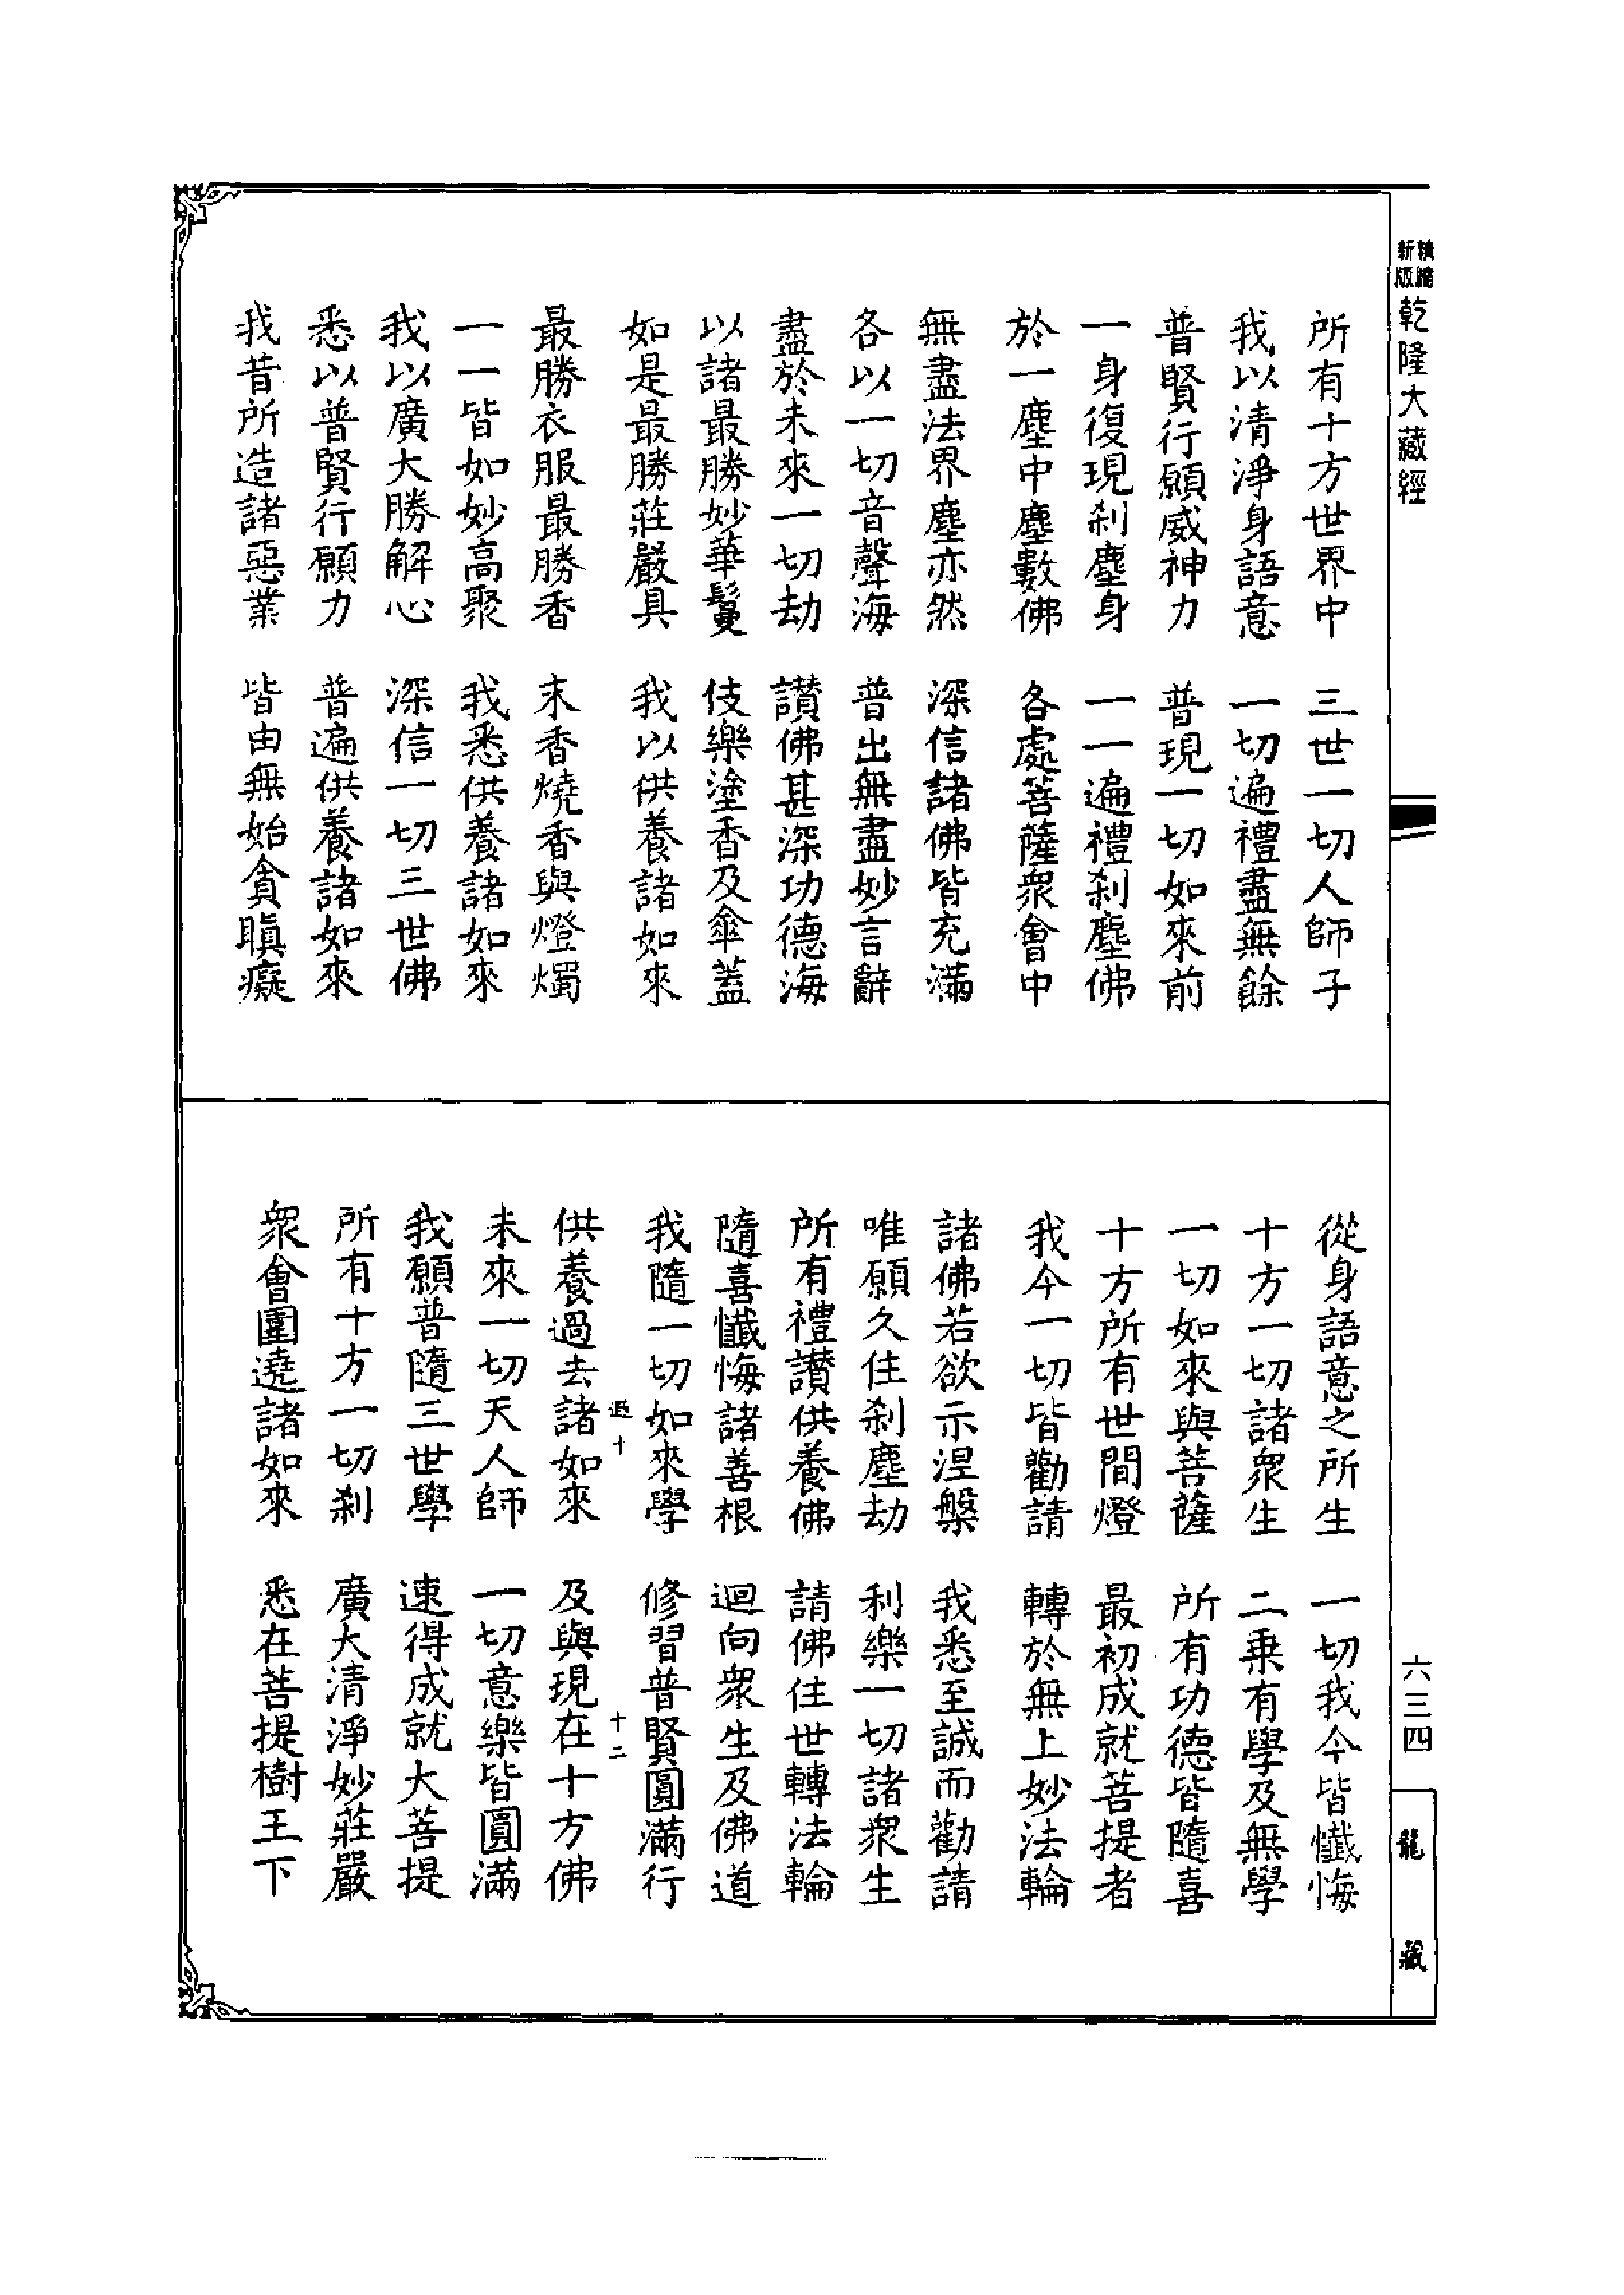 新版 精縮
乾隆大藏經
所有十方世界中 三世一切人師子
我以清淨身語意 一切遍禮盡無餘
普賢行願威神力 普現一切如來前
一身復現刹塵身 一一遍禮刹塵佛
於一塵中塵數佛 各處菩薩眾會中
無盡法界塵亦然 深信諸佛皆充滿
各以一切音聲海 普出無盡妙言辭
盡於未來一切劫 讃佛甚深功德海
以諸最勝妙華鬘 伎樂塗香及傘蓋
如是最勝莊嚴具 我以供養諸如來
最勝衣服最勝香 末香燒香與燈燭
一一皆如妙高聚 我悉供養諸如來
我以廣大勝解心 深信一切三世佛
悉以普賢行願力 普遍供養諸如來
我昔所造諸惡業 皆由無始貪瞋癡
從身語意之所生 一切我今皆懺悔
十方一切諸眾生 二乗有學及無學
一切如來與菩薩 所有功德皆隨喜
十方所有世間燈 最初成就菩提者
我今一切皆勸請 轉於無上妙法輪
諸佛若欲示涅槃 我悉至誠而勸請
唯願久住刹塵劫 利樂一切諸眾生
所有禮讃供養佛 請佛住世轉法輪
隨喜懺悔諸善根 迴向眾生及佛道
我隨一切如來學 修習普賢圓滿行
遐十 十二
供養過去諸如來 及與現在十方佛
未來一切天人師 一切意樂皆圓滿
我願普隨三世學 速得成就大菩提
所有十方一切刹 廣大清淨妙莊嚴
眾會圍遶諸如來 悉在菩提樹王下
六三四
龍藏